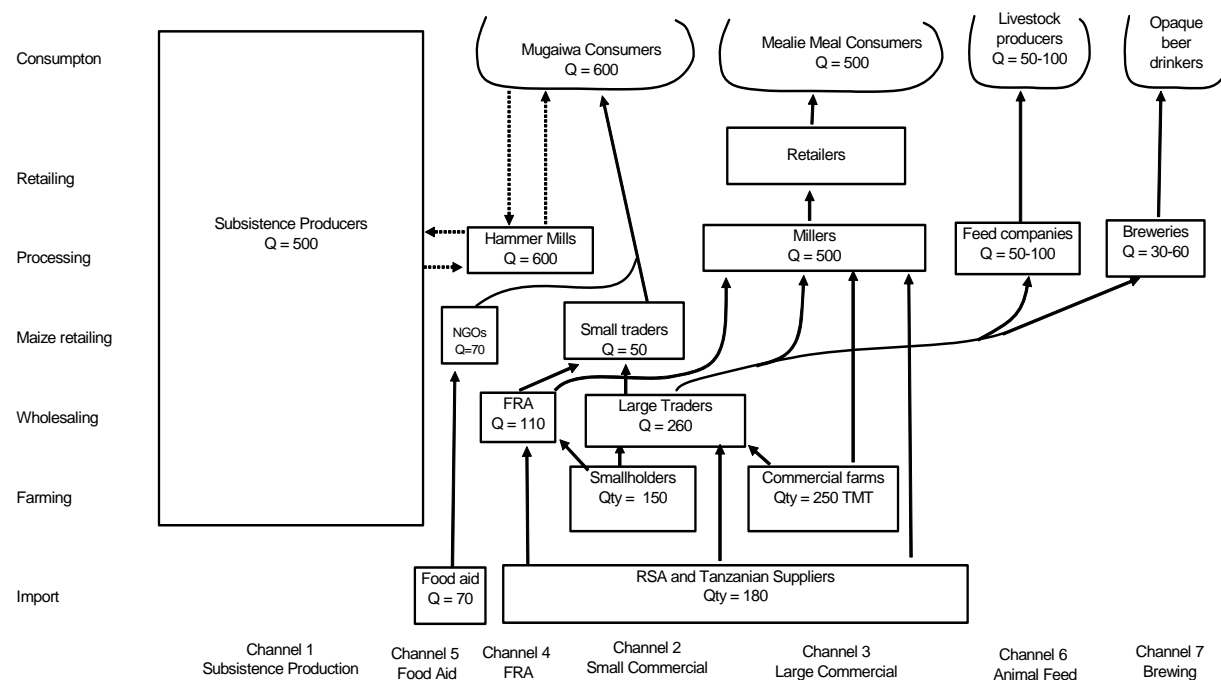 Consumpton
Mugaiwa Consumers
Q = 600
Mealie Meal Consumers
Q = 500
Livestock
producers
Q = 50-100
Opaque
beer
drinkers
Retailing
Retailers
Subsistence Producers
Q = 500
Processing
Hammer Mills
Q = 600
Millers
Q = 500
Feed companies
Q = 50-100
Breweries
Q = 30-60
Maize retailing
NGOs
Q=70
Small traders
Q = 50
Wholesaling
FRA
Q = 110
Large Traders
Q = 260
Farming
Smallholders
Qty = 150
Commercial farms
Qty = 250 TMT
Import
Food aid
Q = 70
RSA and Tanzanian Suppliers
Qty = 180
Channel 1
Subsistence Production
Channel 5
Food Aid
Channel 4
FRA
Channel 2
Small Commercial
Channel 3
Large Commercial
Channel 6
Animal Feed
Channel 7
Brewing